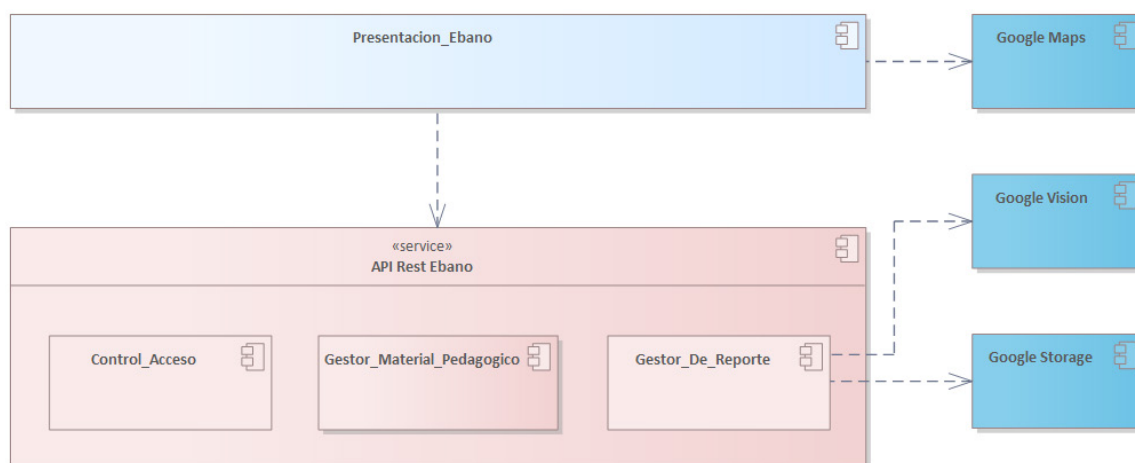 Presentacion_Ebano
Google Maps
Google Vision
«service»
API Rest Ebano
Control_Acceso
Gestor_Material_Pedagogico
Gestor_De_Reporte
Google Storage